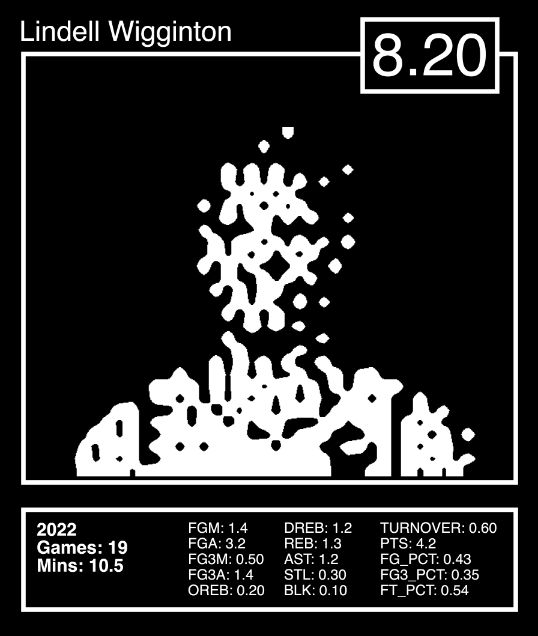 Lindell Wigginton
8.20
2022
Games: 19
Mins: 10.5
FGM: 1.4
FGA: 3.2
FG3M: 0.50
FG3A: 1.4
OREB: 0.20
DREB: 1.2
REB: 1.3
AST: 1.2
STL: 0.30
BLK: 0.10
TURNOVER: 0.60
PTS: 4.2
FG_PCT: 0.43
FG3_PCT: 0.35
FT_PCT: 0.54